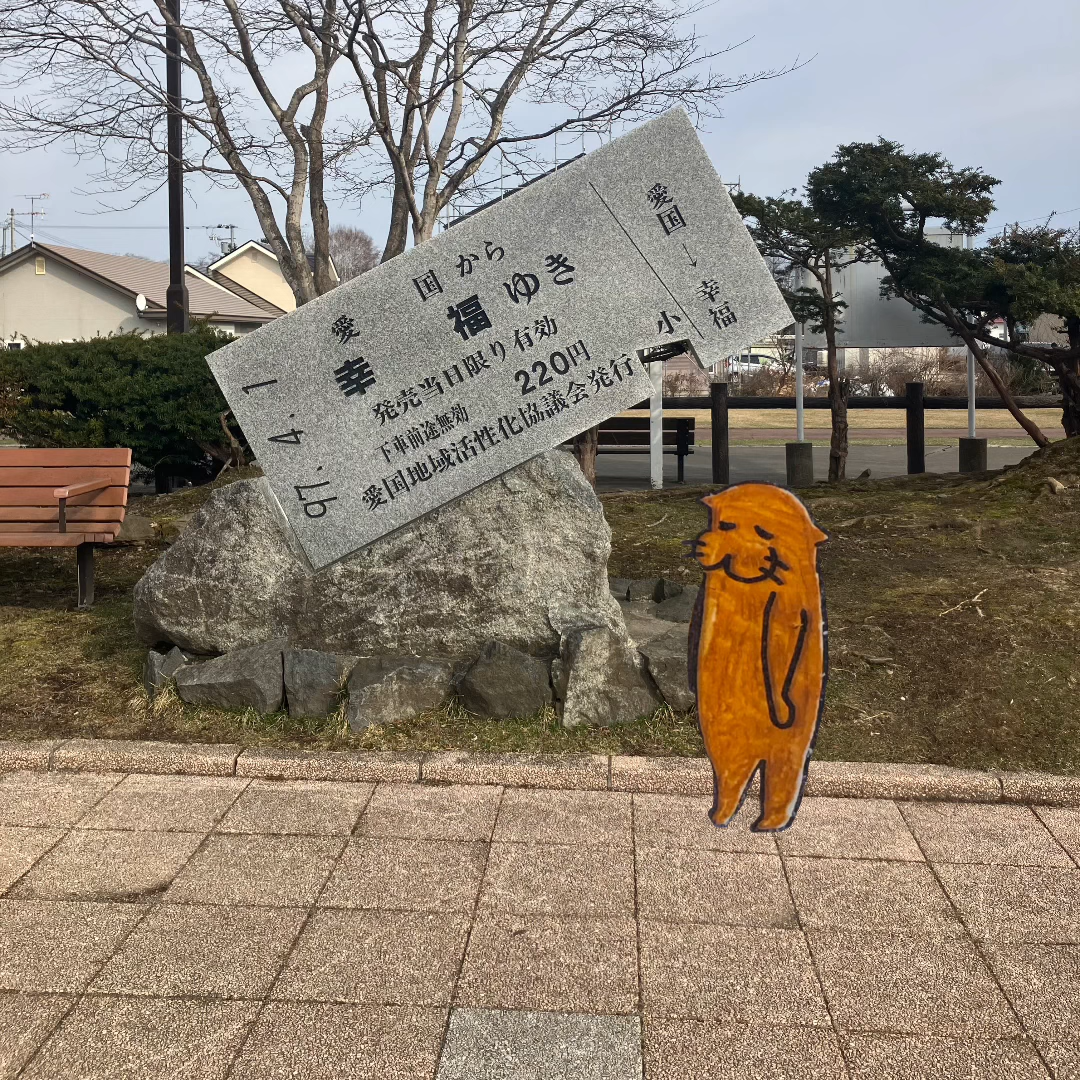 愛国から
幸福ゆき
発売当日限り有効
下車前途無効 220円
愛国地域活性化協議会発行
小
愛国→幸福
97.4.1